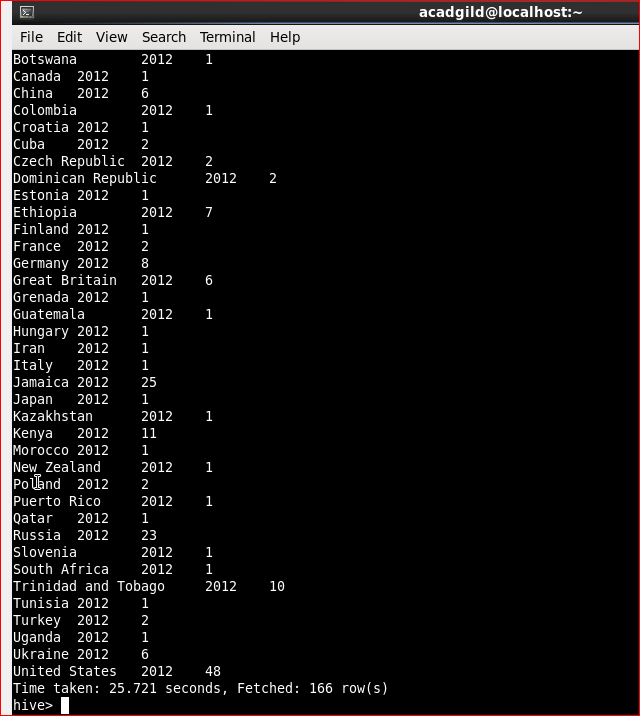 acadgild@localhost:~
File Edit View Search Terminal Help
Botswana 2012 1
Canada 2012 1
China 2012 6
Colombia 2012 1
Croatia 2012 1
Cuba 2012 2
Czech Republic 2012 2
Dominican Republic 2012 2
Estonia 2012 1
Ethiopia 2012 7
Finland 2012 1
France 2012 2
Germany 2012 8
Great Britain 2012 6
Grenada 2012 1
Guatemala 2012 1
Hungary 2012 1
Iran 2012 1
Italy 2012 1
Jamaica 2012 25
Japan 2012 1
Kazakhstan 2012 1
Kenya 2012 11
Morocco 2012 1
New Zealand 2012 1
Poland 2012 2
Puerto Rico 2012 1
Qatar 2012 1
Russia 2012 23
Slovenia 2012 1
South Africa 2012 1
Trinidad and Tobago 2012 10
Tunisia 2012 1
Turkey 2012 2
Uganda 2012 1
Ukraine 2012 6
United States 2012 48
Time taken: 25.721 seconds, Fetched: 166 row(s)
hive>